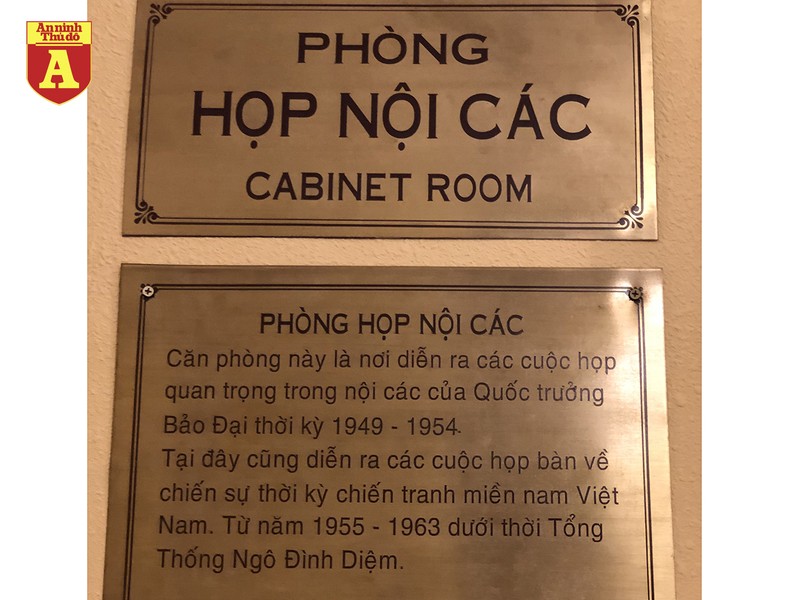 An ninh
Thủ đô
A
PHÒNG
HỌP NỘI CÁC
CABINET ROOM
PHÒNG HỌP NỘI CÁC
Căn phòng này là nơi diễn ra các cuộc họp
quan trọng trong nội các của Quốc trưởng
Bảo Đại thời kỳ 1949 - 1954.
Tại đây cũng diễn ra các cuộc họp bàn về
chiến sự thời kỳ chiến tranh miền nam Việt
Nam. Từ năm 1955 - 1963 dưới thời Tổng
Thống Ngô Đình Diệm.